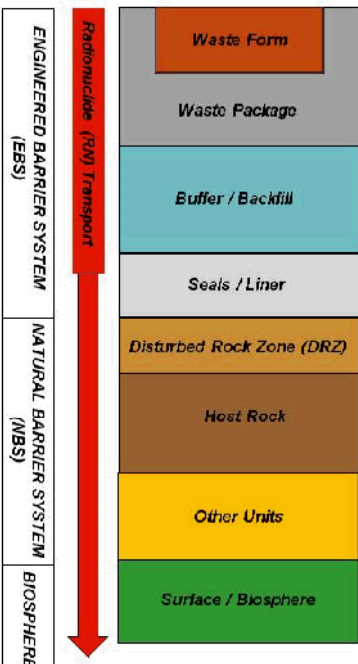 ENGINEERED BARRIER SYSTEM
(EBS)
NATURAL BARRIER SYSTEM
(NBS)
BIOSPHERE
Radionuclide (RN) Transport
Waste Form
Waste Package
Buffer / Backfill
Seals / Liner
Disturbed Rock Zone (DRZ)
Host Rock
Other Units
Surface / Biosphere